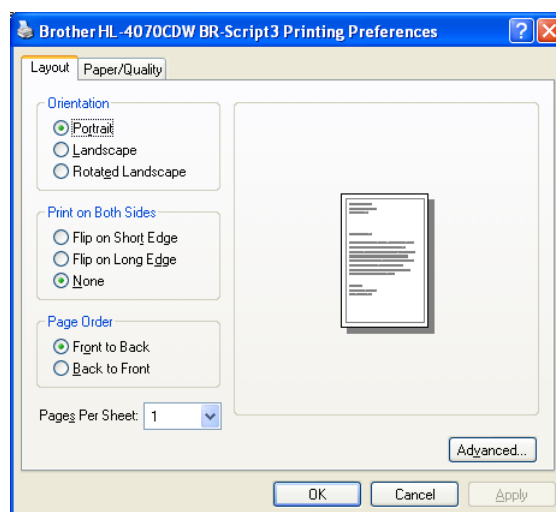 Brother HL-4070CDW BR-Script3 Printing Preferences
Layout Paper/Quality
Orientation
Portrait
Landscape
Rotated Landscape
Print on Both Sides
Flip on Short Edge
Flip on Long Edge
None
Page Order
Front to Back
Back to Front
Pages Per Sheet: 1
Advanced...
OK Cancel Apply